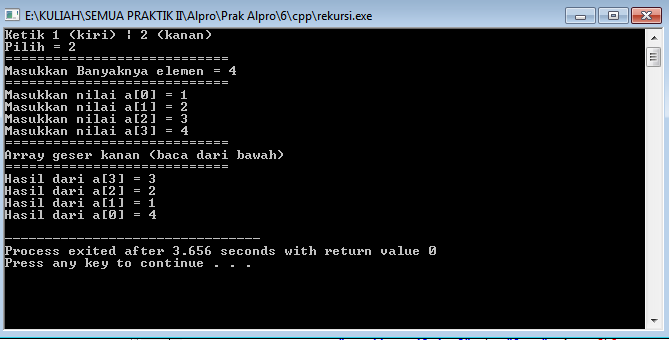 E:\KULIAH\SEMUA PRAKTIK II\Alpro\Prak Alpro\6\cpp\rekursi.exe
Ketik 1 (kiri) ¦ 2 (kanan)
Pilih = 2
============================
Masukkan Banyaknya elemen = 4
============================
Masukkan nilai a[0] = 1
Masukkan nilai a[1] = 2
Masukkan nilai a[2] = 3
Masukkan nilai a[3] = 4
============================
Array geser kanan (baca dari bawah)
============================
Hasil dari a[3] = 3
Hasil dari a[2] = 2
Hasil dari a[1] = 1
Hasil dari a[0] = 4
--------------------------------
Process exited after 3.656 seconds with return value 0
Press any key to continue . . .